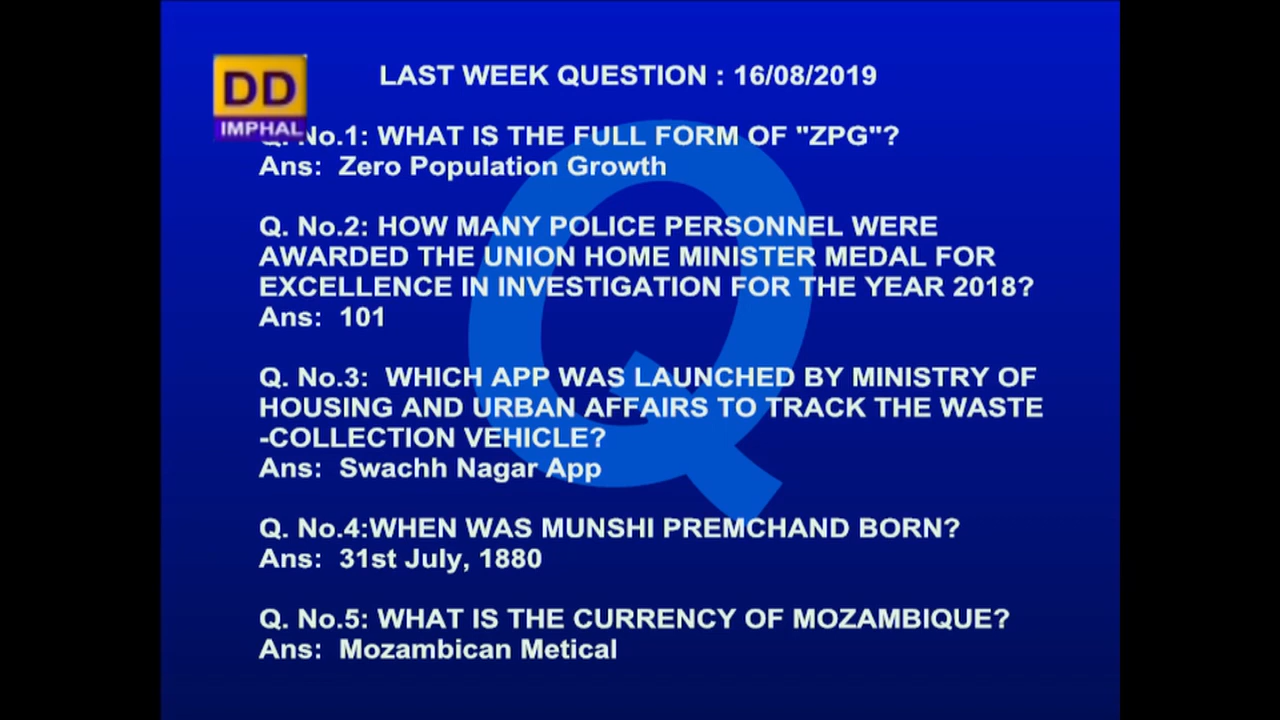 DD
IMPHAL
LAST WEEK QUESTION : 16/08/2019
Q. No.1: WHAT IS THE FULL FORM OF "ZPG"?
Ans: Zero Population Growth
Q. No.2: HOW MANY POLICE PERSONNEL WERE
AWARDED THE UNION HOME MINISTER MEDAL FOR
EXCELLENCE IN INVESTIGATION FOR THE YEAR 2018?
Ans: 101
Q. No.3: WHICH APP WAS LAUNCHED BY MINISTRY OF
HOUSING AND URBAN AFFAIRS TO TRACK THE WASTE
-COLLECTION VEHICLE?
Ans: Swachh Nagar App
Q. No.4:WHEN WAS MUNSHI PREMCHAND BORN?
Ans: 31st July, 1880
Q. No.5: WHAT IS THE CURRENCY OF MOZAMBIQUE?
Ans: Mozambican Metical